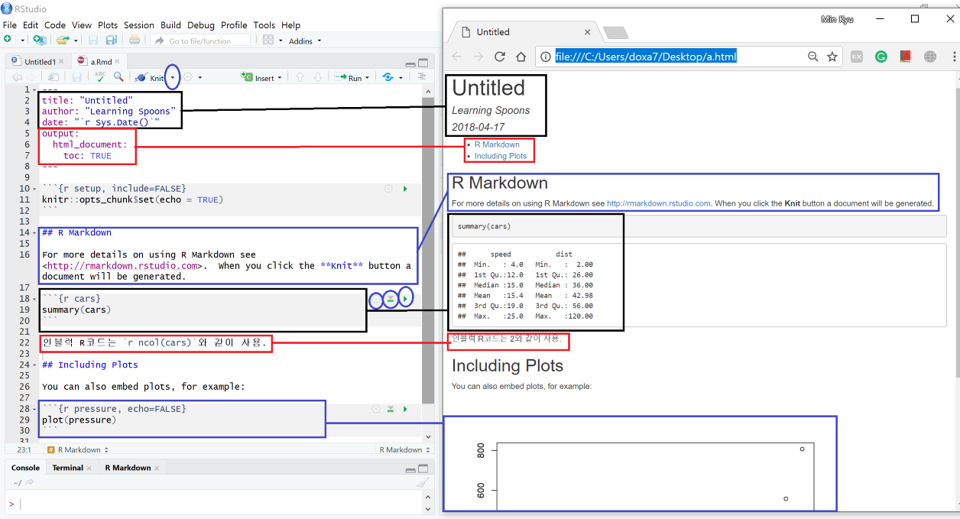 RStudio
File Edit Code View Plots Session Build Debug Profile Tools Help
Go to file/function Addins
Untitled1 a.Rmd
Knit Insert Run
1 ---
2 title: "Untitled"
3 author: "Learning Spoons"
4 date: "`r Sys.Date()`"
5 output:
6 html_document:
7 toc: TRUE
8 ---
9
10 ```{r setup, include=FALSE}
11 knitr::opts_chunk$set(echo = TRUE)
12 ```
13
14 ## R Markdown
15
16 For more details on using R Markdown see
<http://rmarkdown.rstudio.com>. When you click the **Knit** button a
document will be generated.
17
18 ```{r cars}
19 summary(cars)
20 ```
21
22 인블럭 R코드는 `r ncol(cars)`와 같이 사용.
23
24 ## Including Plots
25
26 You can also embed plots, for example:
27
28 ```{r pressure, echo=FALSE}
29 plot(pressure)
30 ```
31
23:1 R Markdown R Markdown
Console Terminal R Markdown
~/
>
Min Kyu
Untitled
file:///C:/Users/doxa7/Desktop/a.html
Untitled
Learning Spoons
2018-04-17
R Markdown
Including Plots
R Markdown
For more details on using R Markdown see http://rmarkdown.rstudio.com. When you click the Knit button a document will be generated.
summary(cars)
## speed dist
## Min. : 4.0 Min. : 2.00
## 1st Qu.:12.0 1st Qu.: 26.00
## Median :15.0 Median : 36.00
## Mean :15.4 Mean : 42.98
## 3rd Qu.:19.0 3rd Qu.: 56.00
## Max. :25.0 Max. :120.00
인블럭 R코드는 2와 같이 사용.
Including Plots
You can also embed plots, for example:
800
600